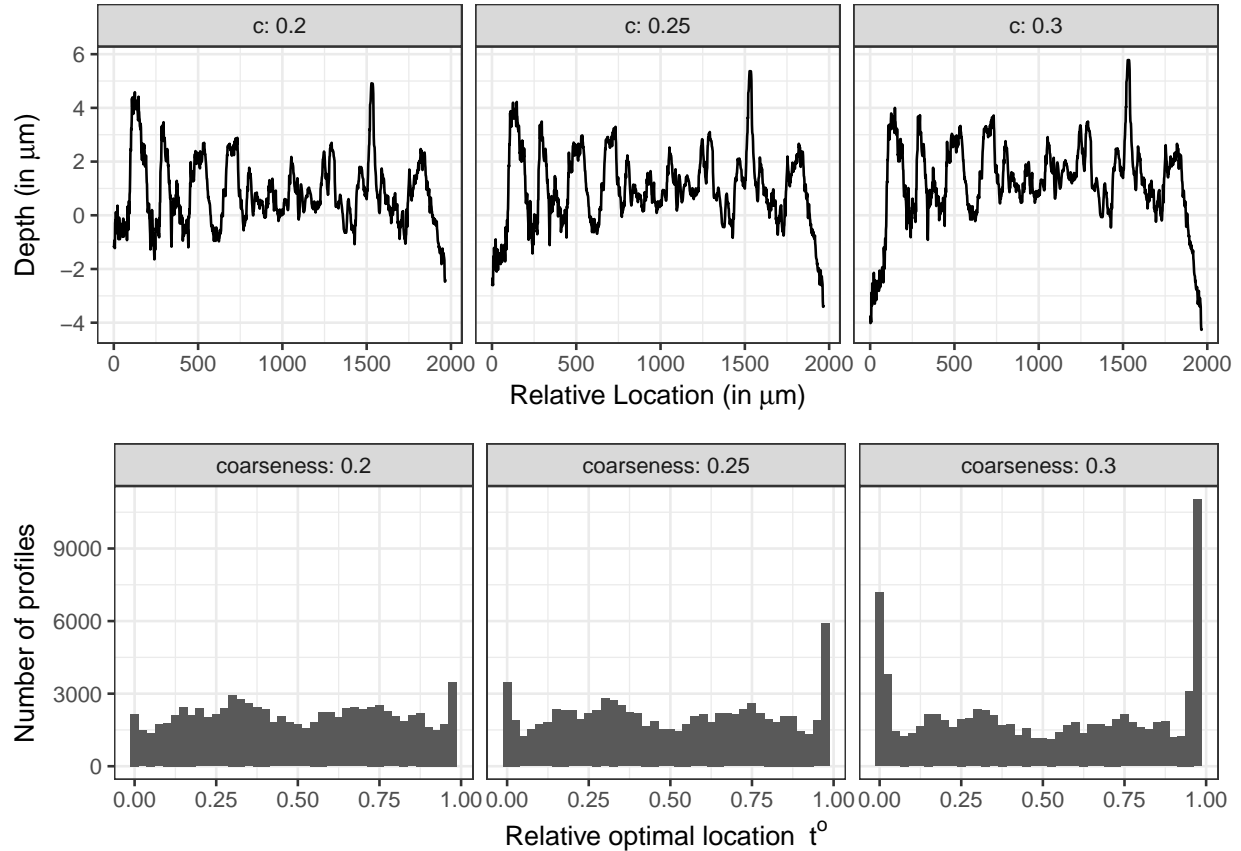 c: 0.2 c: 0.25 c: 0.3
6
4
2
0
−2
−4
Depth (in μm)
0 500 1000 1500 2000 0 500 1000 1500 2000 0 500 1000 1500 2000
Relative Location (in μm)
coarseness: 0.2 coarseness: 0.25 coarseness: 0.3
9000
6000
3000
0
Number of profiles
0.00 0.25 0.50 0.75 1.00 0.00 0.25 0.50 0.75 1.00 0.00 0.25 0.50 0.75 1.00
Relative optimal location t^o